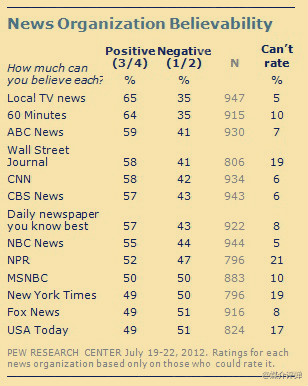 News Organization Believability
Positive Negative Can't
(3/4) (1/2) N rate
How much can
you believe each? % % %
Local TV news 65 35 947 5
60 Minutes 64 35 915 10
ABC News 59 41 930 7
Wall Street
Journal 58 41 806 19
CNN 58 42 934 6
CBS News 57 43 943 6
Daily newspaper
you know best 57 43 922 8
NBC News 55 44 944 5
NPR 52 47 796 21
MSNBC 50 50 883 10
New York Times 49 50 796 19
Fox News 49 51 916 8
USA Today 49 51 824 17
PEW RESEARCH CENTER July 19-22, 2012. Ratings for each
news organization based only on those who could rate it.